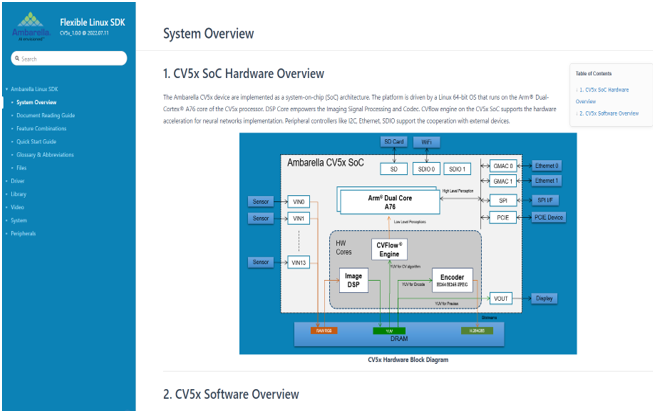 Ambarella
Flexible Linux SDK
CV5x_1.0.0 @ 2022.07.11
Search
Ambarella Linux SDK
System Overview
Document Reading Guide
Feature Combinations
Quick Start Guide
Glossary & Abbreviations
Files
Driver
Library
Video
System
Peripherals
System Overview
1. CV5x SoC Hardware Overview
The Ambarella CV5x device are implemented as a system-on-chip (SoC) architecture. The platform is driven by a Linux 64-bit OS that runs on the Arm® Dual-
Cortex® A76 core of the CV5x processor. DSP Core empowers the Imaging Signal Processing and Codec. CVflow engine on the CV5x SoC supports the hardware
acceleration for neural networks implementation. Peripheral controllers like I2C, Ethernet, SDIO support the cooperation with external devices.
Table of Contents
1. CV5x SoC Hardware
Overview
2. CV5x Software Overview
SD Card
WiFi
Ambarella CV5x SoC
SD
SDIO 0
SDIO 1
GMAC 0
Ethernet 0
GMAC 1
Ethernet 1
High Level Perception
Arm® Dual Core
A76
SPI
SPI I/F
PCIE
PCIE Device
Sensor
VIN0
Sensor
VIN1
Low Level Perceptions
HW
Cores
CVFlow®
Engine
Sensor
VIN13
YUV for CV algorithm
Image
DSP
Encoder
YUV for Encode
VOUT
Display
YUV for Preview
Bitstreams
RAW RGB
YUV
DRAM
CV5x Hardware Block Diagram
2. CV5x Software Overview